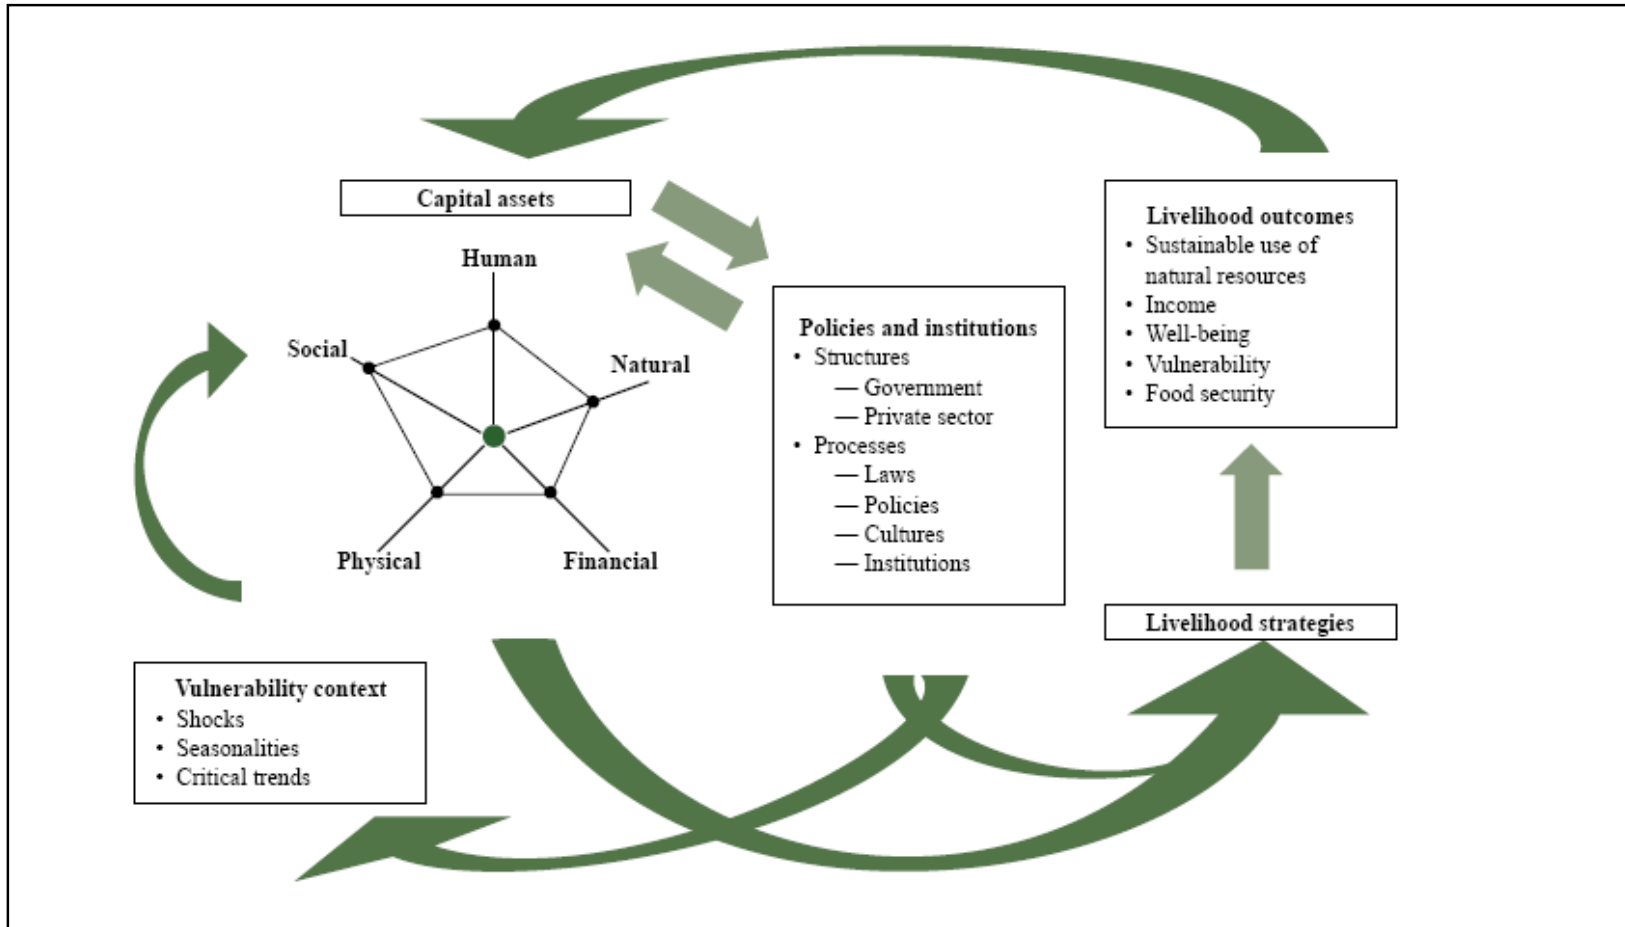 Capital assets
Human
Social
Natural
Physical
Financial
Policies and institutions
• Structures
— Government
— Private sector
• Processes
— Laws
— Policies
— Cultures
— Institutions
Livelihood outcomes
• Sustainable use of
natural resources
• Income
• Well-being
• Vulnerability
• Food security
Livelihood strategies
Vulnerability context
• Shocks
• Seasonalities
• Critical trends